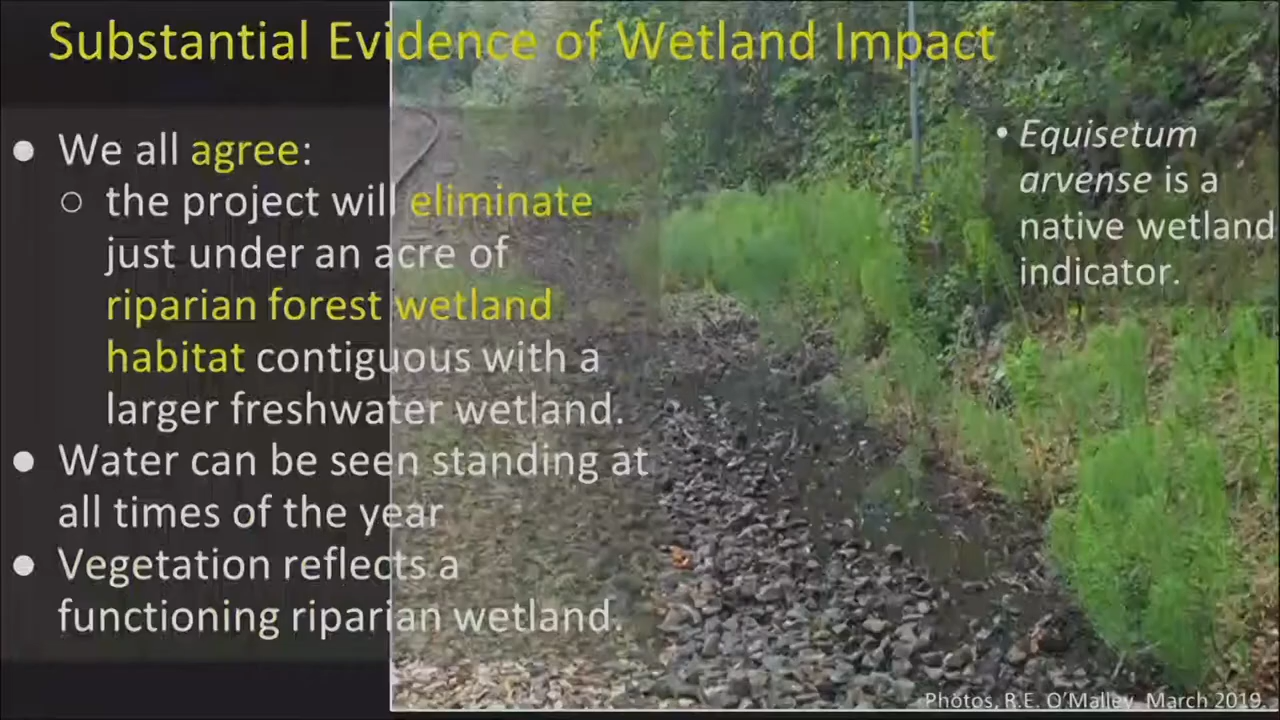 Substantial Evidence of Wetland Impact
● We all agree:
○ the project will eliminate
just under an acre of
riparian forest wetland
habitat contiguous with a
larger freshwater wetland.
● Water can be seen standing at
all times of the year
● Vegetation reflects a
functioning riparian wetland.
• Equisetum
arvense is a
native wetland
indicator.
Photos, R.E. O'Malley March 2019.